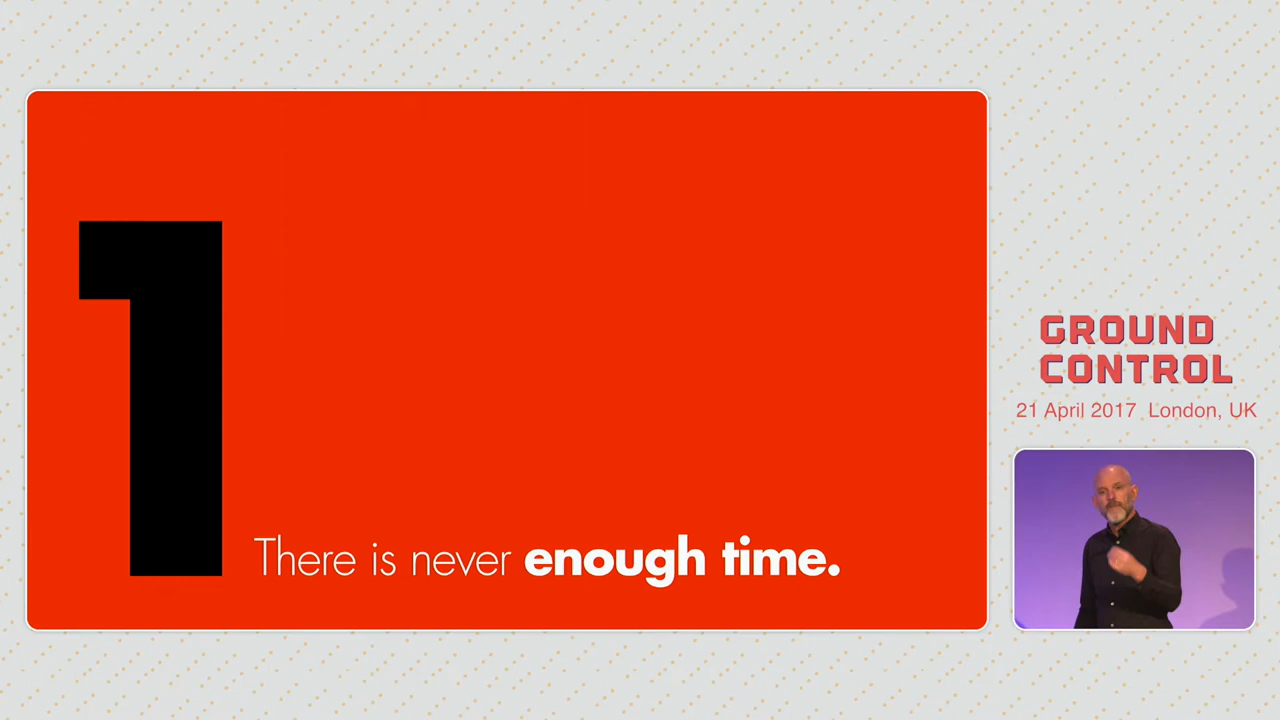 1
There is never enough time.
GROUND
CONTROL
21 April 2017 London, UK